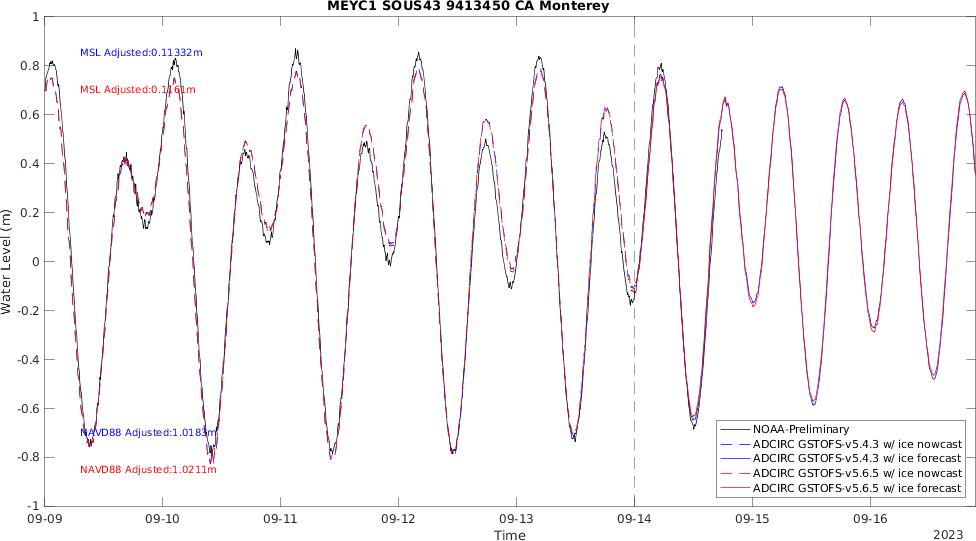 MEYC1 SOUS43 9413450 CA Monterey
1
0.8
0.6
0.4
0.2
0
-0.2
-0.4
-0.6
-0.8
-1
Water Level (m)
MSL Adjusted:0.11332m
MSL Adjusted:0.1161m
NAVD88 Adjusted:1.0183m
NAVD88 Adjusted:1.0211m
NOAA-Preliminary
ADCIRC GSTOFS-v5.4.3 w/ ice nowcast
ADCIRC GSTOFS-v5.4.3 w/ ice forecast
ADCIRC GSTOFS-v5.6.5 w/ ice nowcast
ADCIRC GSTOFS-v5.6.5 w/ ice forecast
09-09 09-10 09-11 09-12 09-13 09-14 09-15 09-16
Time
2023